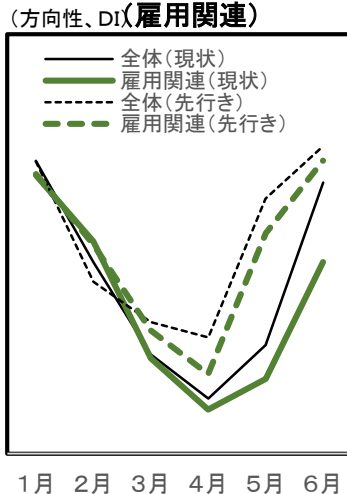 (方向性、DI)(雇用関連)
全体(現状)
雇用関連(現状)
全体(先行き)
雇用関連(先行き)
1月 2月 3月 4月 5月 6月